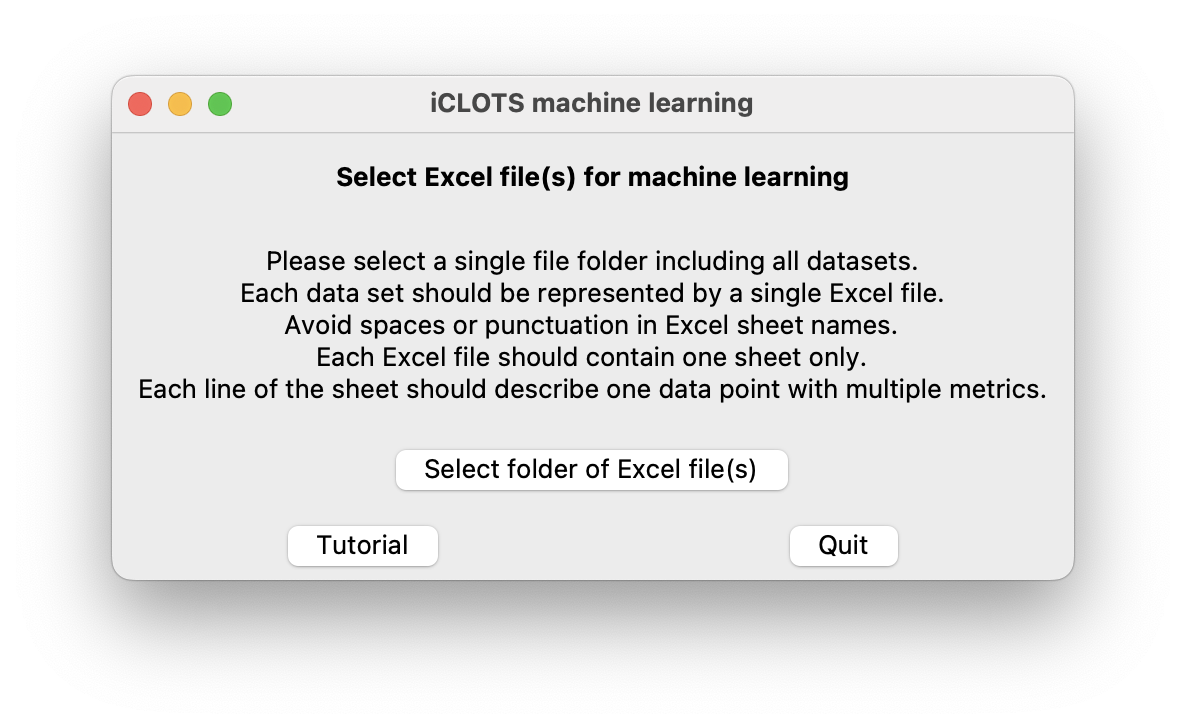 iCLOTS machine learning
Select Excel file(s) for machine learning
Please select a single file folder including all datasets.
Each data set should be represented by a single Excel file.
Avoid spaces or punctuation in Excel sheet names.
Each Excel file should contain one sheet only.
Each line of the sheet should describe one data point with multiple metrics.
Select folder of Excel file(s)
Tutorial
Quit